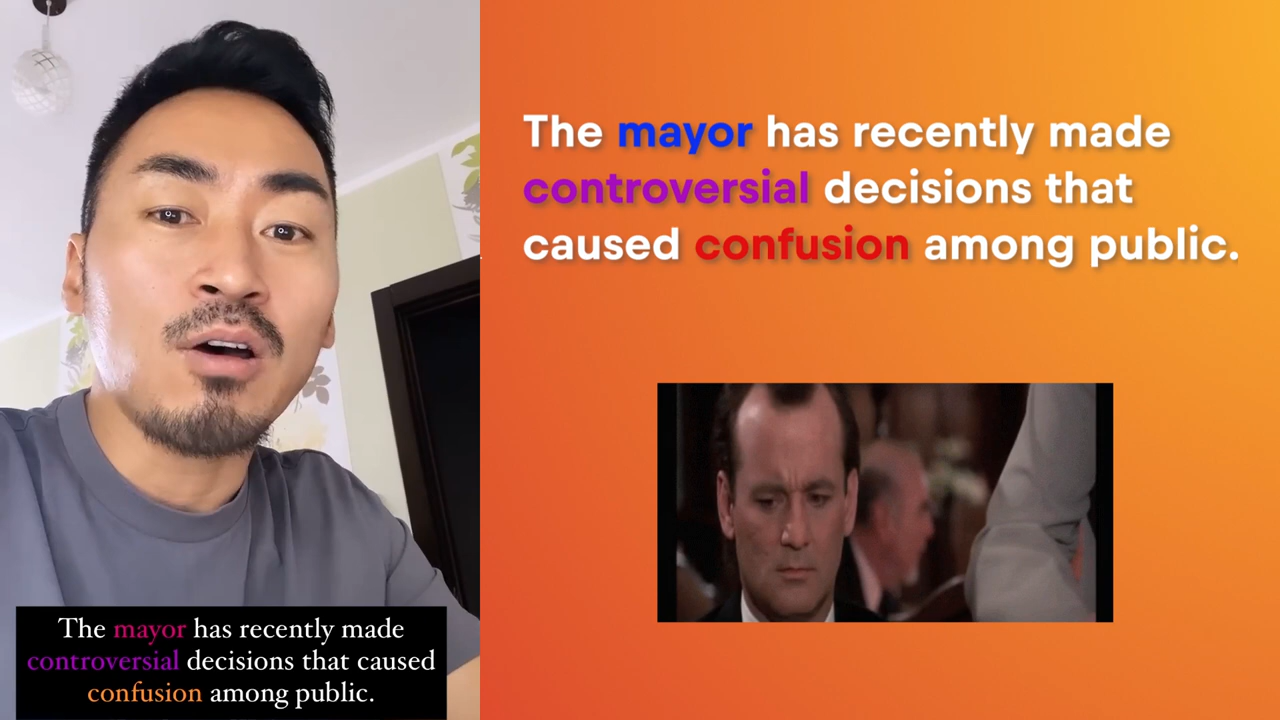 The mayor has recently made
controversial decisions that
caused confusion among public.
The mayor has recently made
controversial decisions that caused
confusion among public.